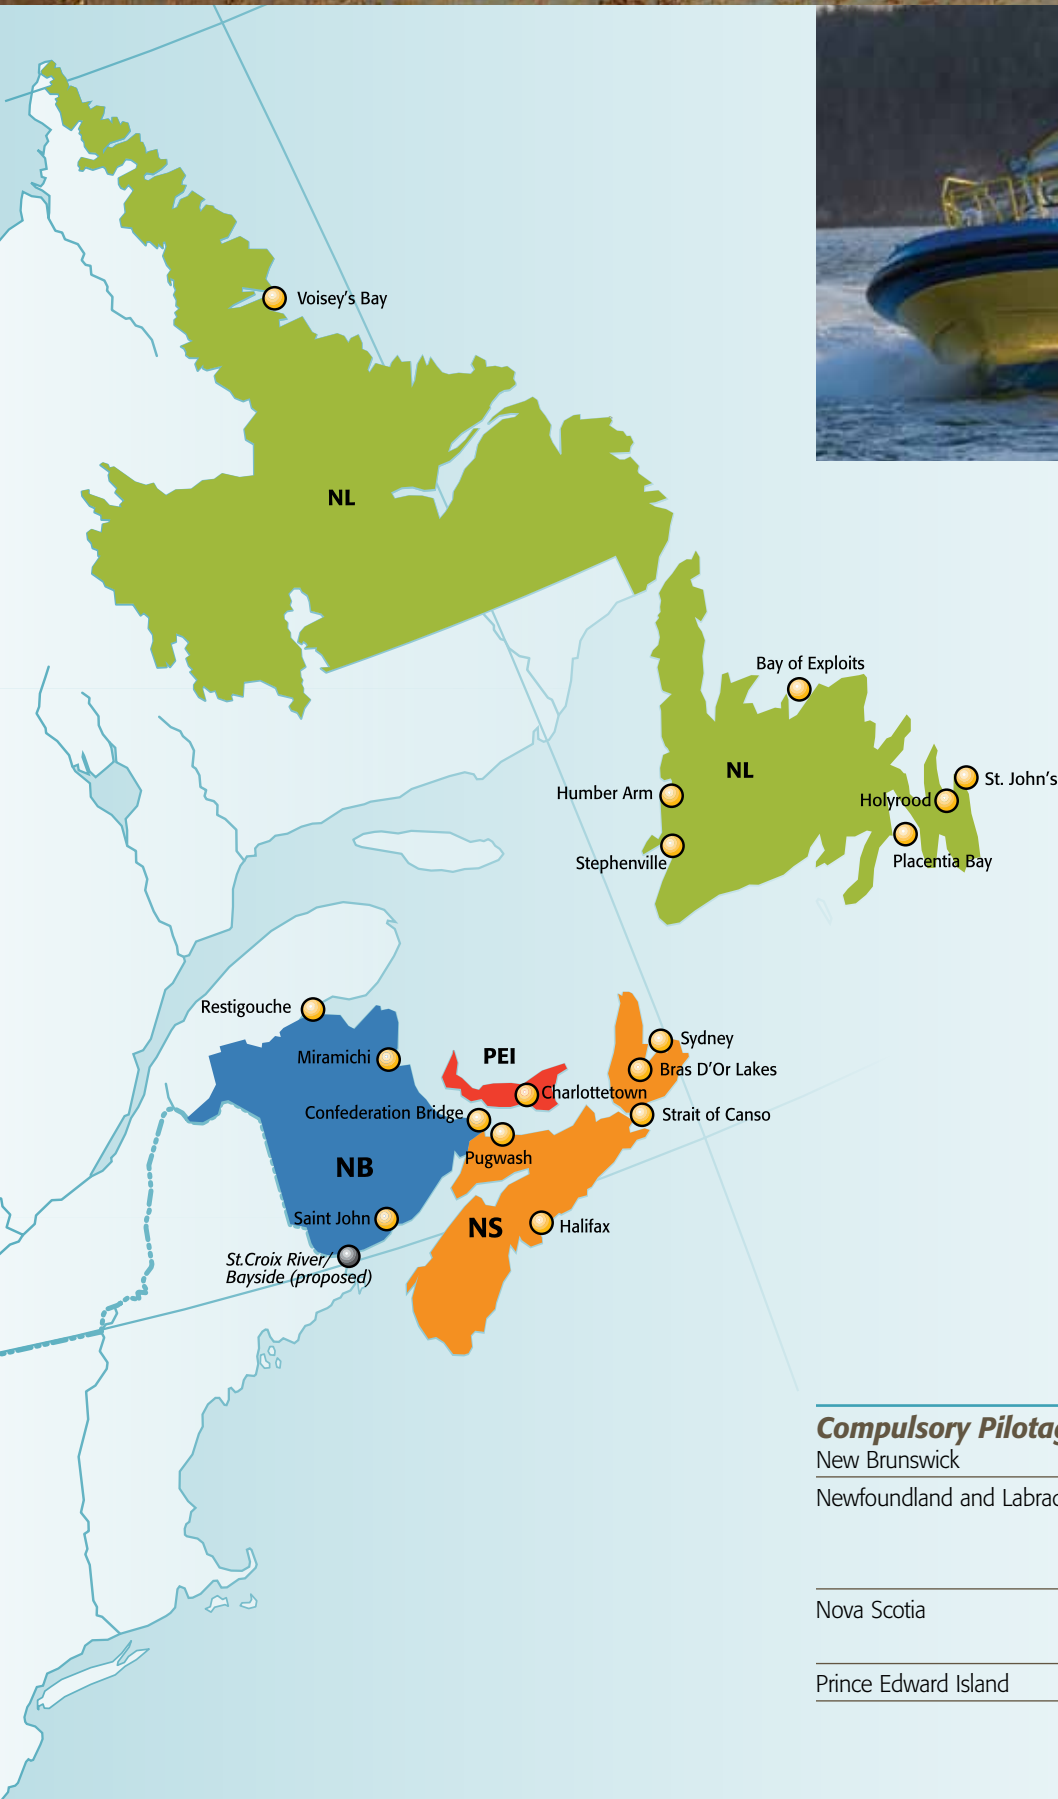 Voisey's Bay
NL
Bay of Exploits
NL
St. John's
Humber Arm
Holyrood
Stephenville
Placentia Bay
Restigouche
Sydney
Miramichi
PEI
Bras D'Or Lakes
Charlottetown
Confederation Bridge
Strait of Canso
Pugwash
NB
Saint John
NS
Halifax
St.Croix River/
Bayside (proposed)
Compulsory
New Brunswick
Newfoundland and
Nova Scotia
Prince Edward Island